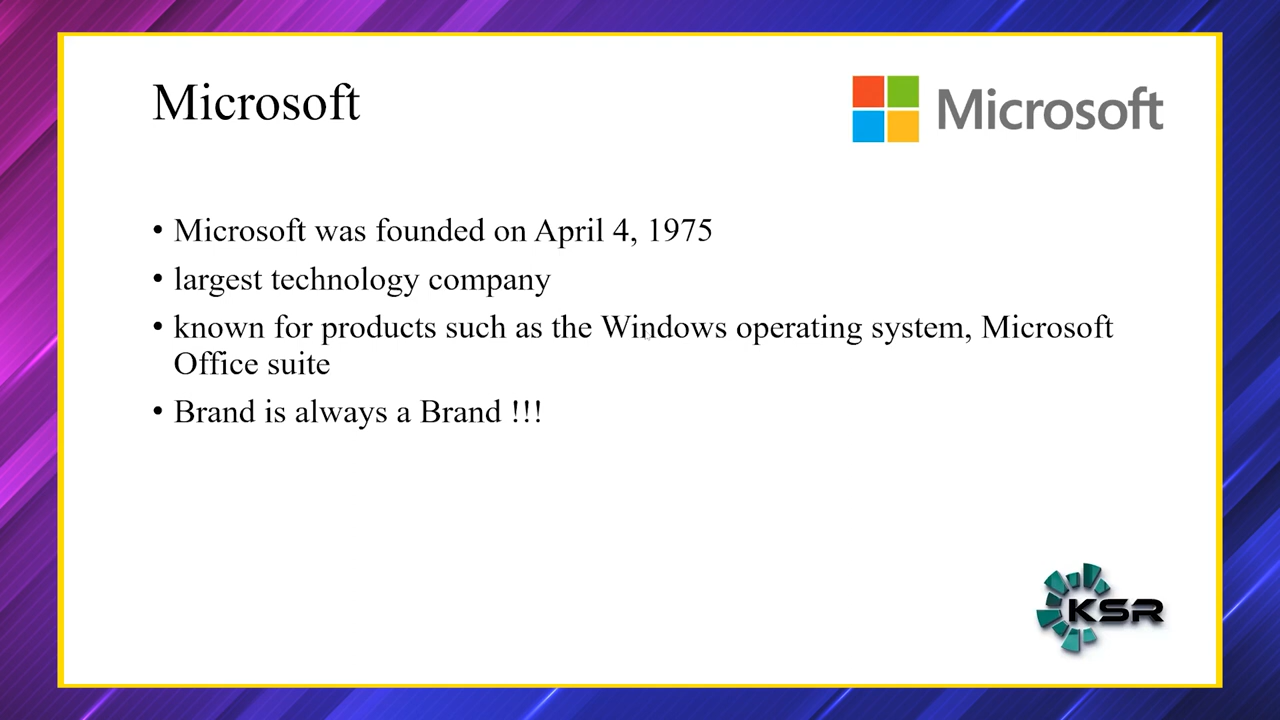 Microsoft
Microsoft
• Microsoft was founded on April 4, 1975
• largest technology company
• known for products such as the Windows operating system, Microsoft
Office suite
• Brand is always a Brand !!!
KSR